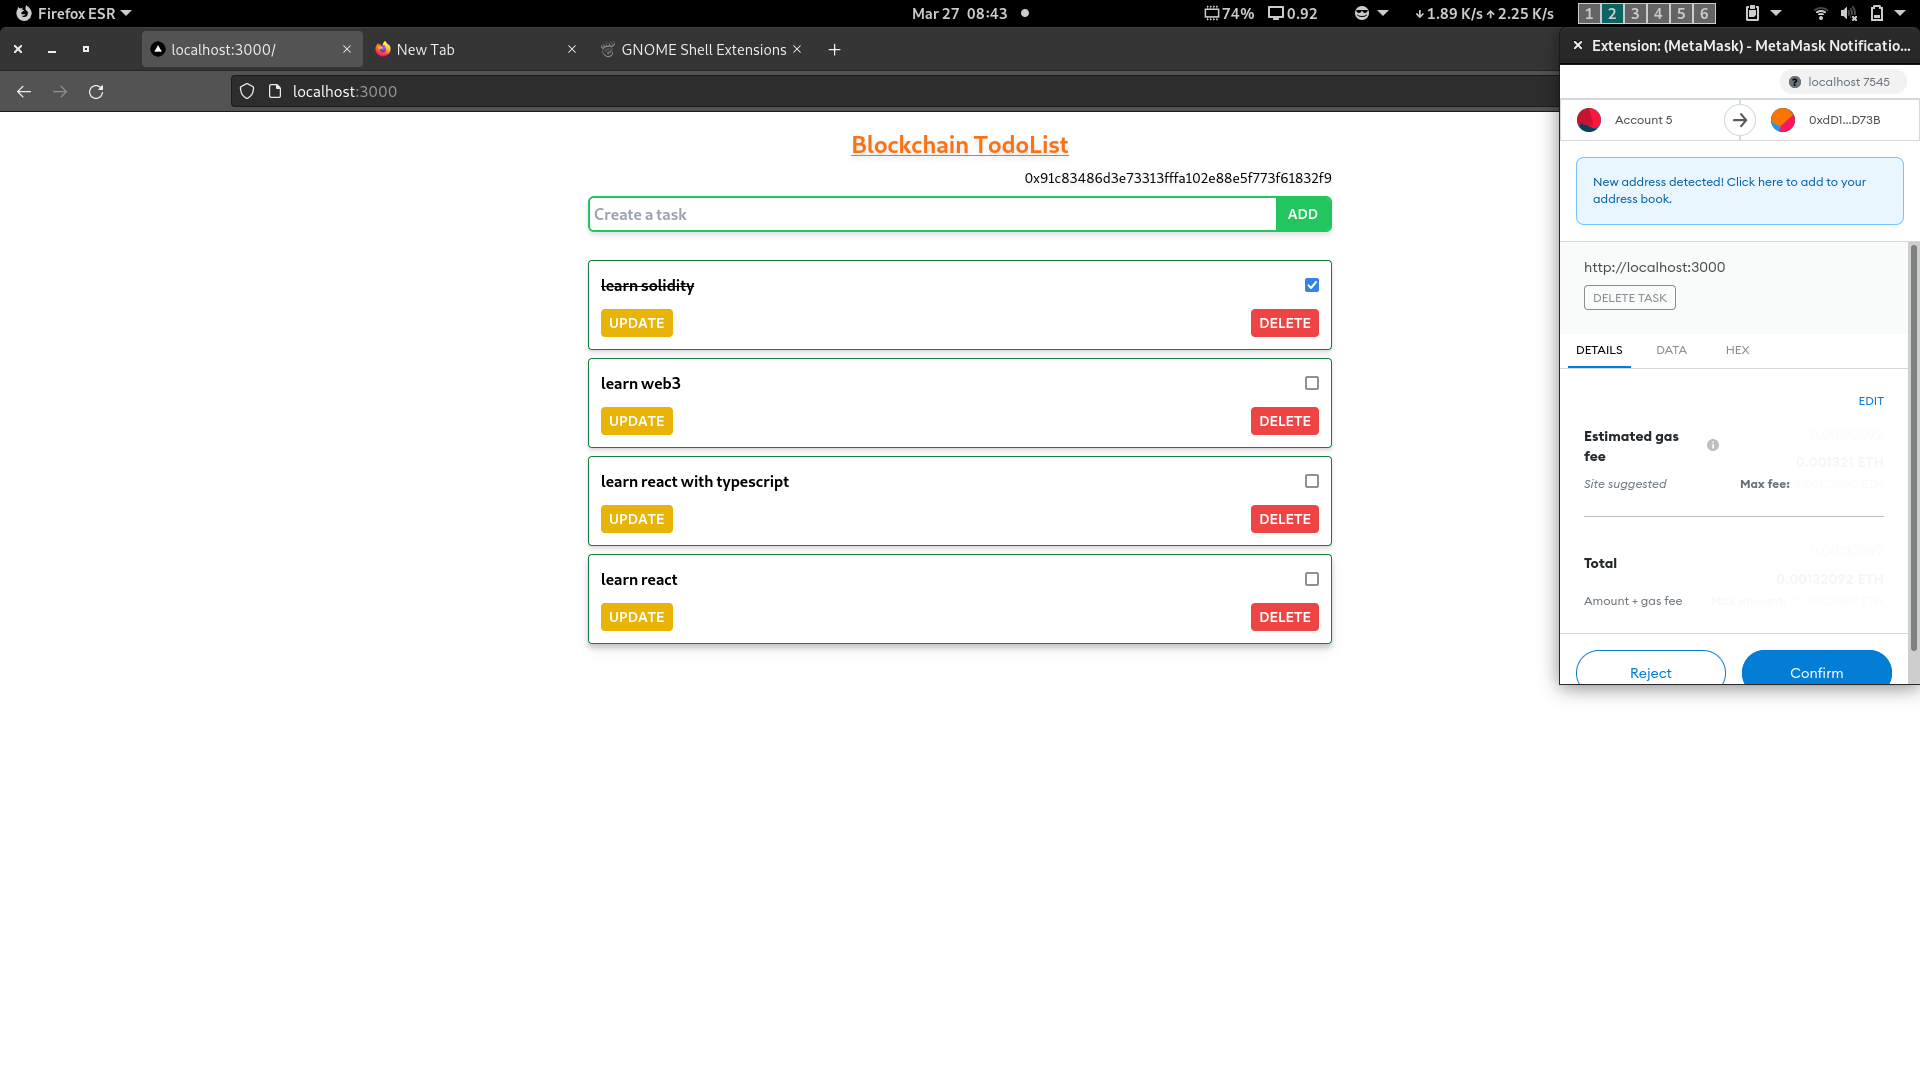 Firefox ESR
Mar 27 08:43
74% 0.92
↓1.89 K/s ↑2.25 K/s
1 2 3 4 5 6
localhost:3000/
New Tab
GNOME Shell Extensions
localhost:3000
Blockchain TodoList
0x91c83486d3e73313fffa102e88e5f773f61832f9
Create a task
ADD
learn solidity
UPDATE
DELETE
learn web3
UPDATE
DELETE
learn react with typescript
UPDATE
DELETE
learn react
UPDATE
DELETE
Extension: (MetaMask) - MetaMask Notificatio...
localhost 7545
Account 5
0xdD1...D73B
New address detected! Click here to add to your
address book.
http://localhost:3000
DELETE TASK
DETAILS
DATA
HEX
EDIT
Estimated gas
fee
0.001321 ETH
Site suggested
Max fee:
Total
0.00132092 ETH
Amount + gas fee
Reject
Confirm